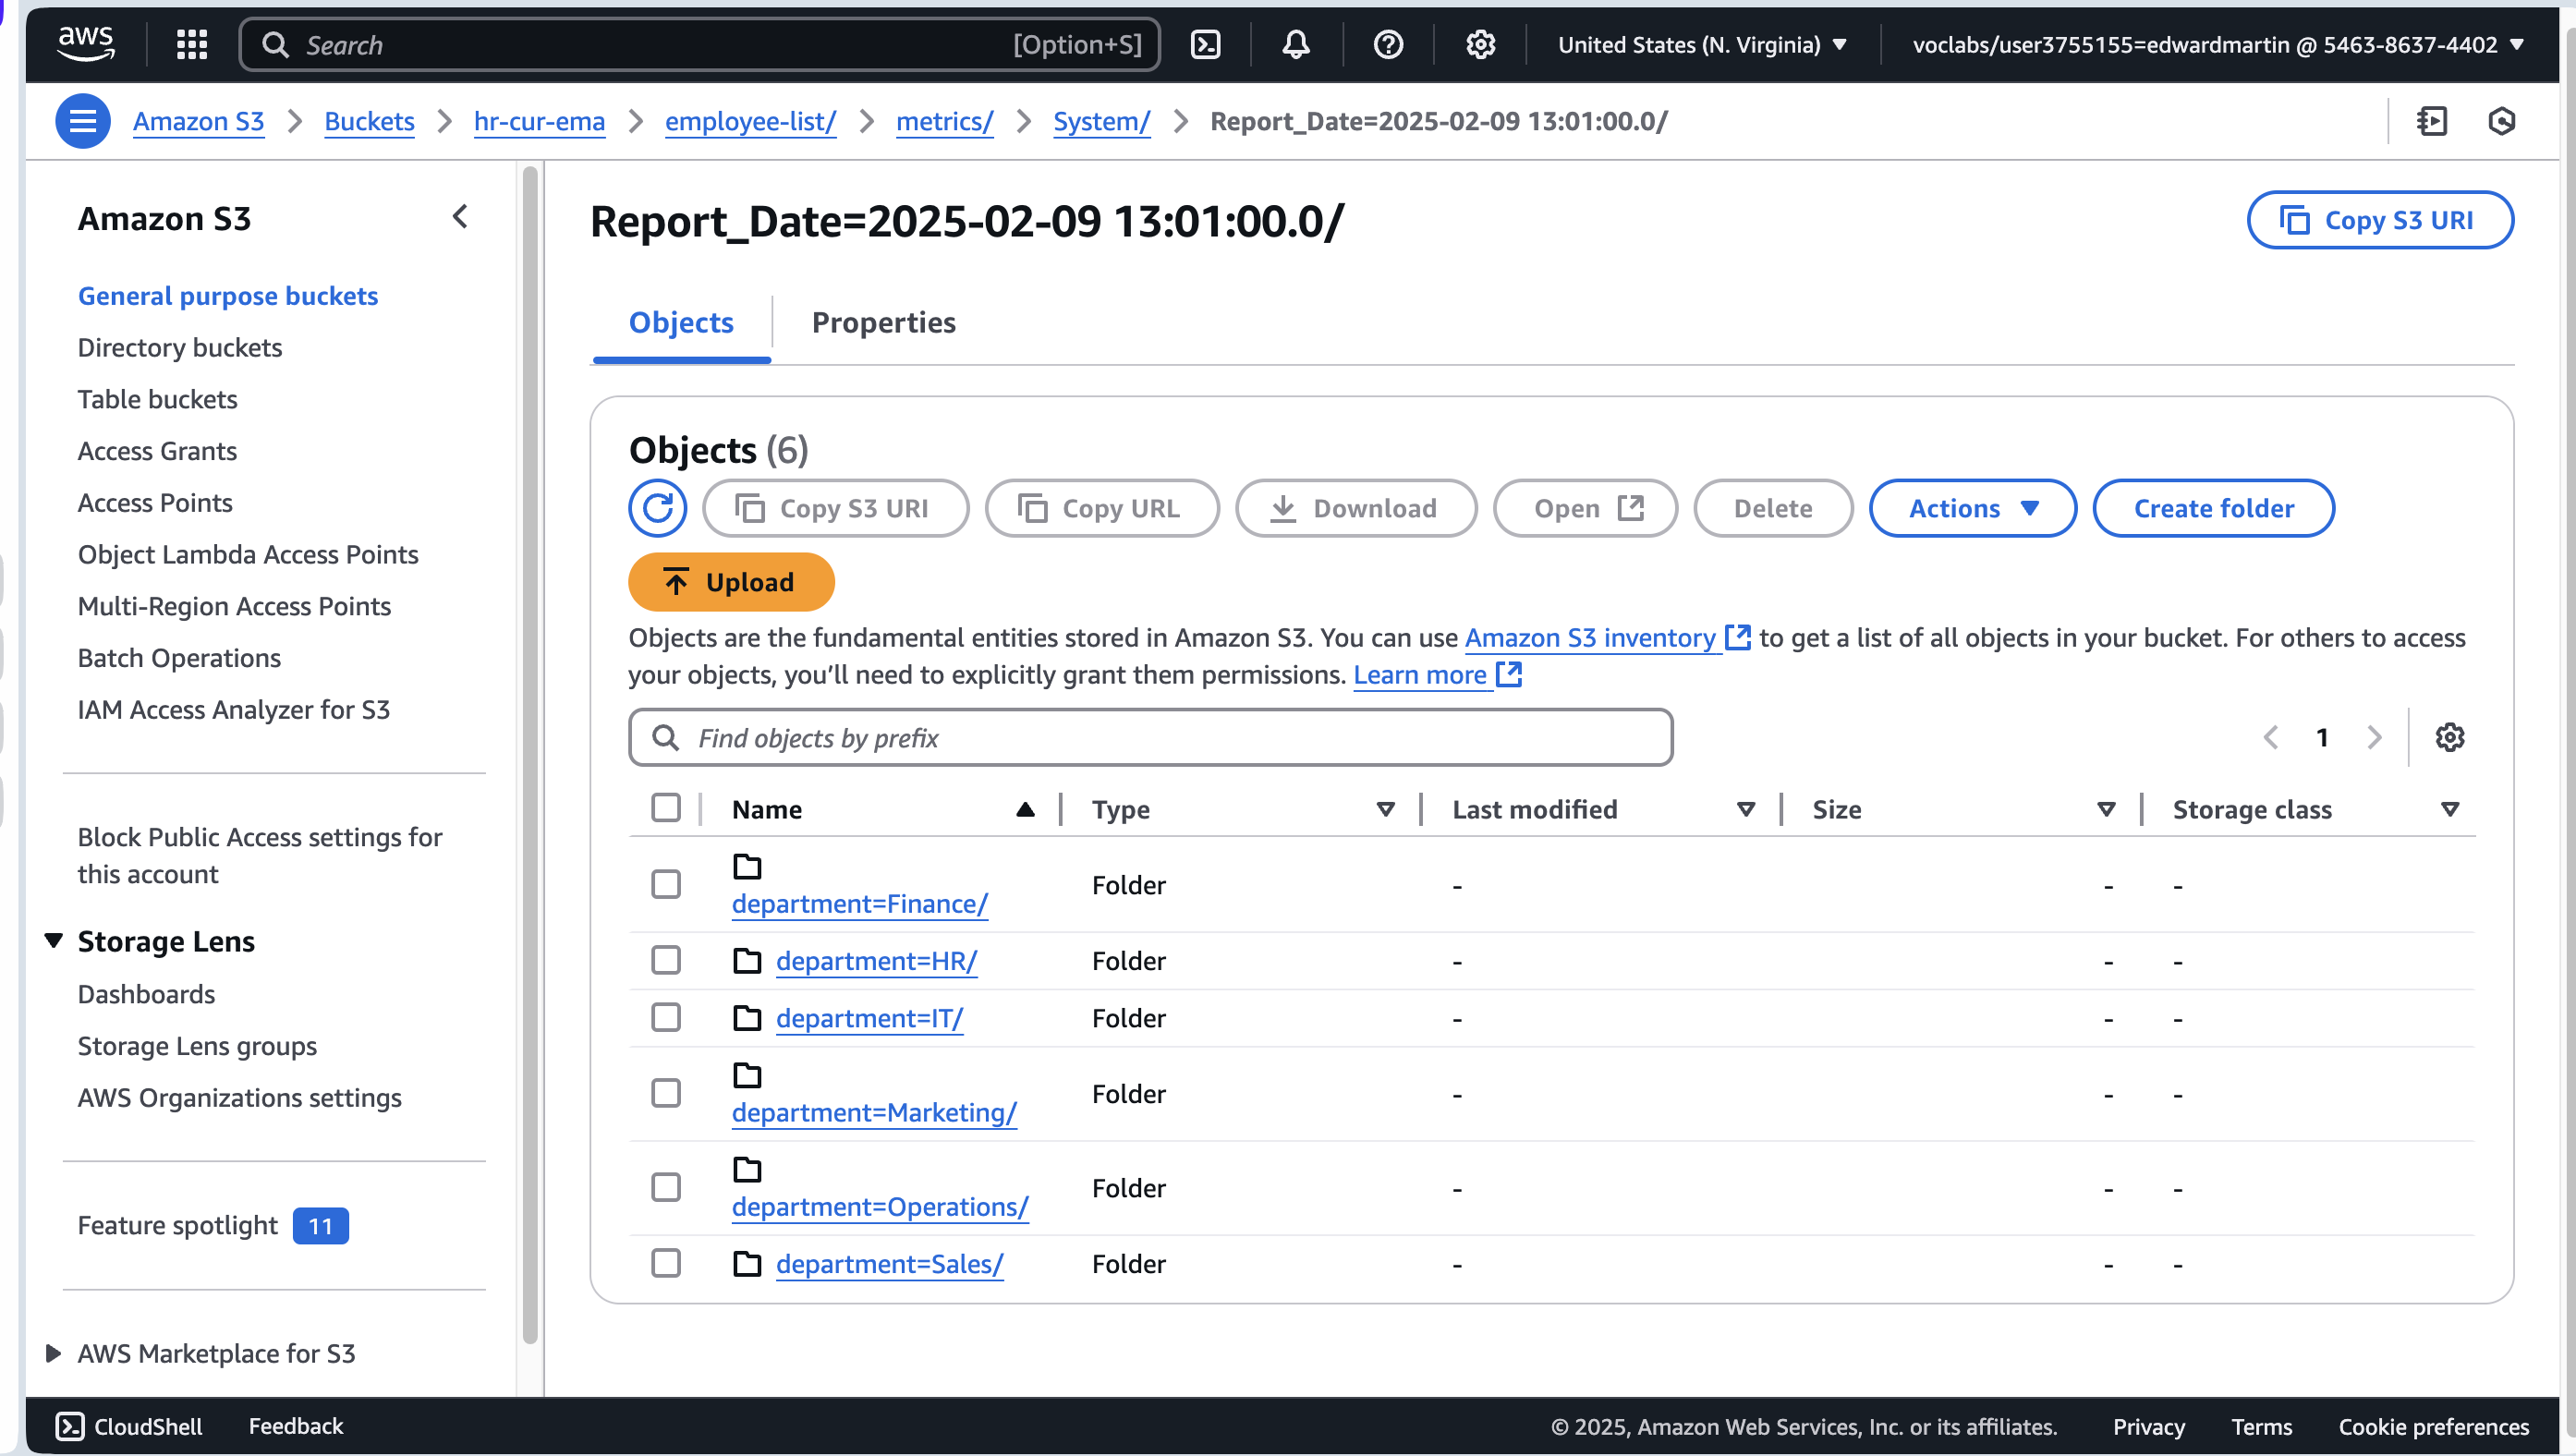 aws
Search [Option+S] United States (N. Virginia) voclabs/user3755155=edwardmartin @ 5463-8637-4402
Amazon S3 Buckets hr-cur-ema employee-list/ metrics/ System/ Report_Date=2025-02-09 13:01:00.0/
Amazon S3
General purpose buckets
Directory buckets
Table buckets
Access Grants
Access Points
Object Lambda Access Points
Multi-Region Access Points
Batch Operations
IAM Access Analyzer for S3
Block Public Access settings for
this account
Storage Lens
Dashboards
Storage Lens groups
AWS Organizations settings
Feature spotlight 11
AWS Marketplace for S3
Report_Date=2025-02-09 13:01:00.0/
Copy S3 URI
Objects Properties
Objects (6)
Copy S3 URI Copy URL Download Open Delete Actions Create folder
Upload
Objects are the fundamental entities stored in Amazon S3. You can use Amazon S3 inventory to get a list of all objects in your bucket. For others to access
your objects, you’ll need to explicitly grant them permissions. Learn more
Find objects by prefix
1
Name Type Last modified Size Storage class
department=Finance/ Folder - - -
department=HR/ Folder - - -
department=IT/ Folder - - -
department=Marketing/ Folder - - -
department=Operations/ Folder - - -
department=Sales/ Folder - - -
CloudShell Feedback © 2025, Amazon Web Services, Inc. or its affiliates. Privacy Terms Cookie preferences